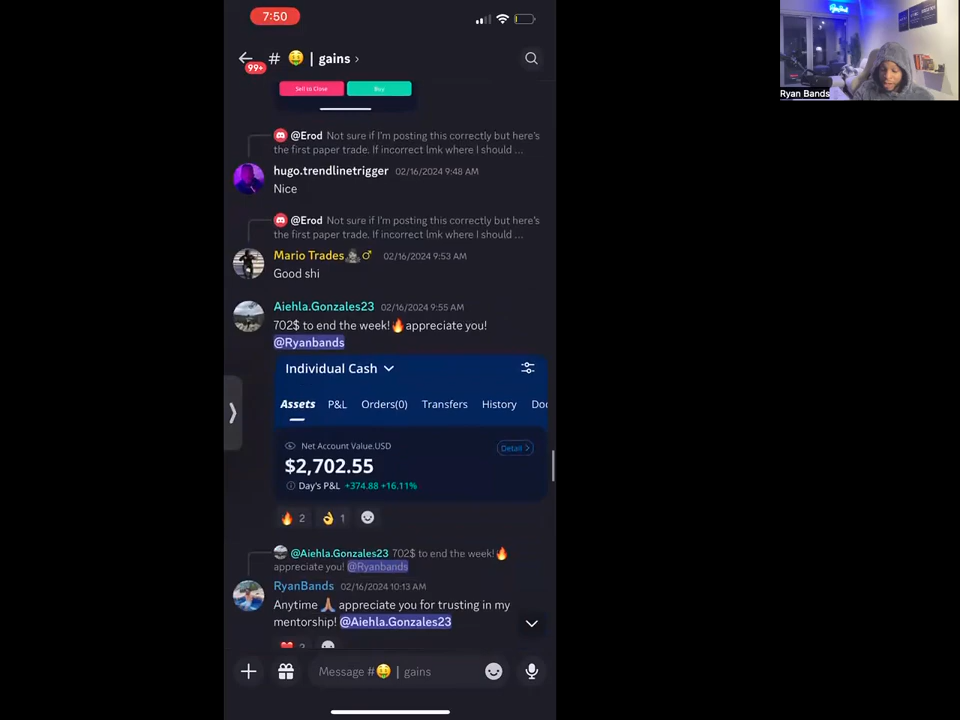 7:50
99+
# 🤑 | gains ›
Sell to Close
Buy
@Erod Not sure if I'm posting this correctly but here's
the first paper trade. If incorrect lmk where I should ...
hugo.trendlinetrigger 02/16/2024 9:48 AM
Nice
@Erod Not sure if I'm posting this correctly but here's
the first paper trade. If incorrect lmk where I should ...
Mario Trades 02/16/2024 9:53 AM
Good shi
Aiehla.Gonzales23 02/16/2024 9:55 AM
702$ to end the week!🔥appreciate you!
@Ryanbands
Individual Cash
Assets P&L Orders(0) Transfers History Doc
Net Account Value.USD
Detail >
$2,702.55
Day's P&L +374.88 +16.11%
🔥 2 👌 1
@Aiehla.Gonzales23 702$ to end the week!🔥
appreciate you! @Ryanbands
RyanBands 02/16/2024 10:13 AM
Anytime 🙏🏽 appreciate you for trusting in my
mentorship! @Aiehla.Gonzales23
❤️ 2
Message #🤑 | gains
Ryan Bands